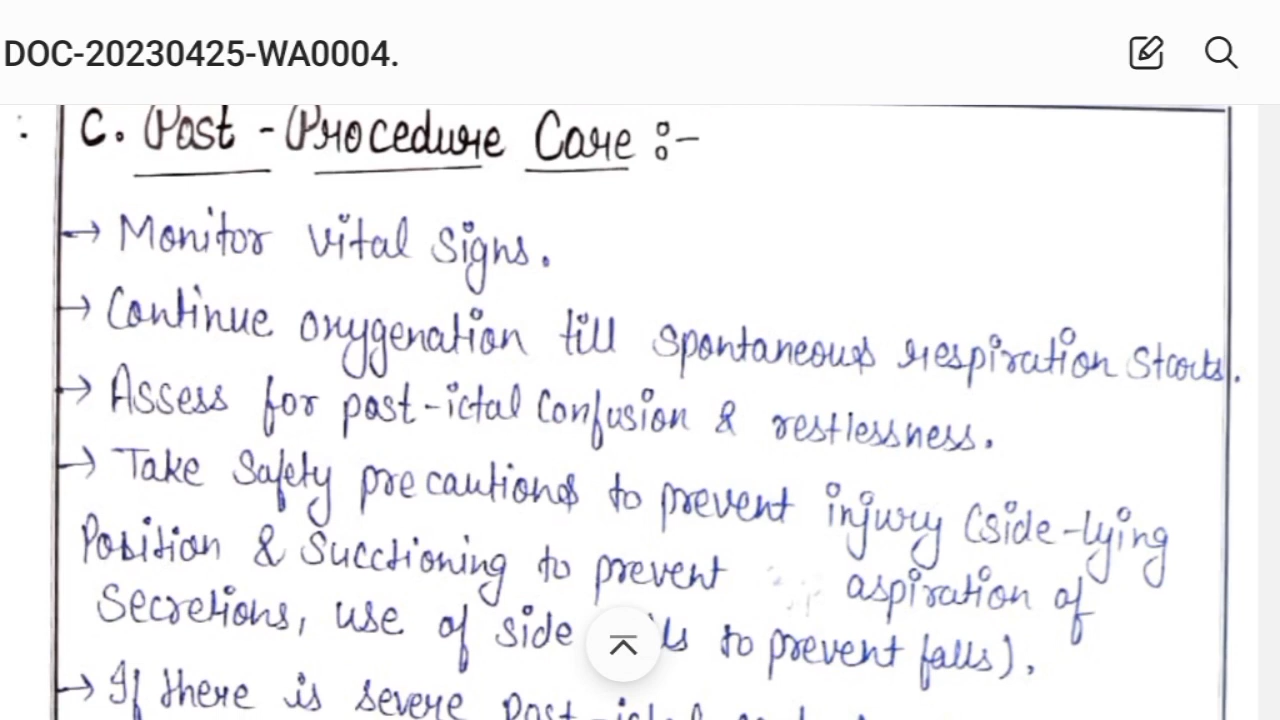 DOC-20230425-WA0004.
: C. Post - Procedure Care :-
→ Monitor vital signs.
→ Continue oxygenation till spontaneous respiration starts.
→ Assess for post-ictal confusion & restlessness.
→ Take safety precautions to prevent injury (side-lying
Position & Succtioning to prevent aspiration of
secretions, use of side to prevent falls).
→ If there is severe post-ictal